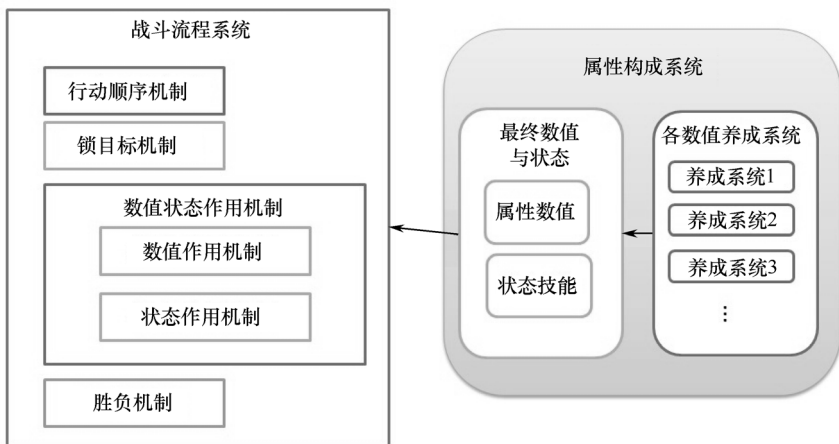 战斗流程系统
行动顺序机制
锁目标机制
数值状态作用机制
数值作用机制
状态作用机制
胜负机制
属性构成系统
最终数值
与状态
属性数值
状态技能
各数值养成系统
养成系统1
养成系统2
养成系统3
⋮